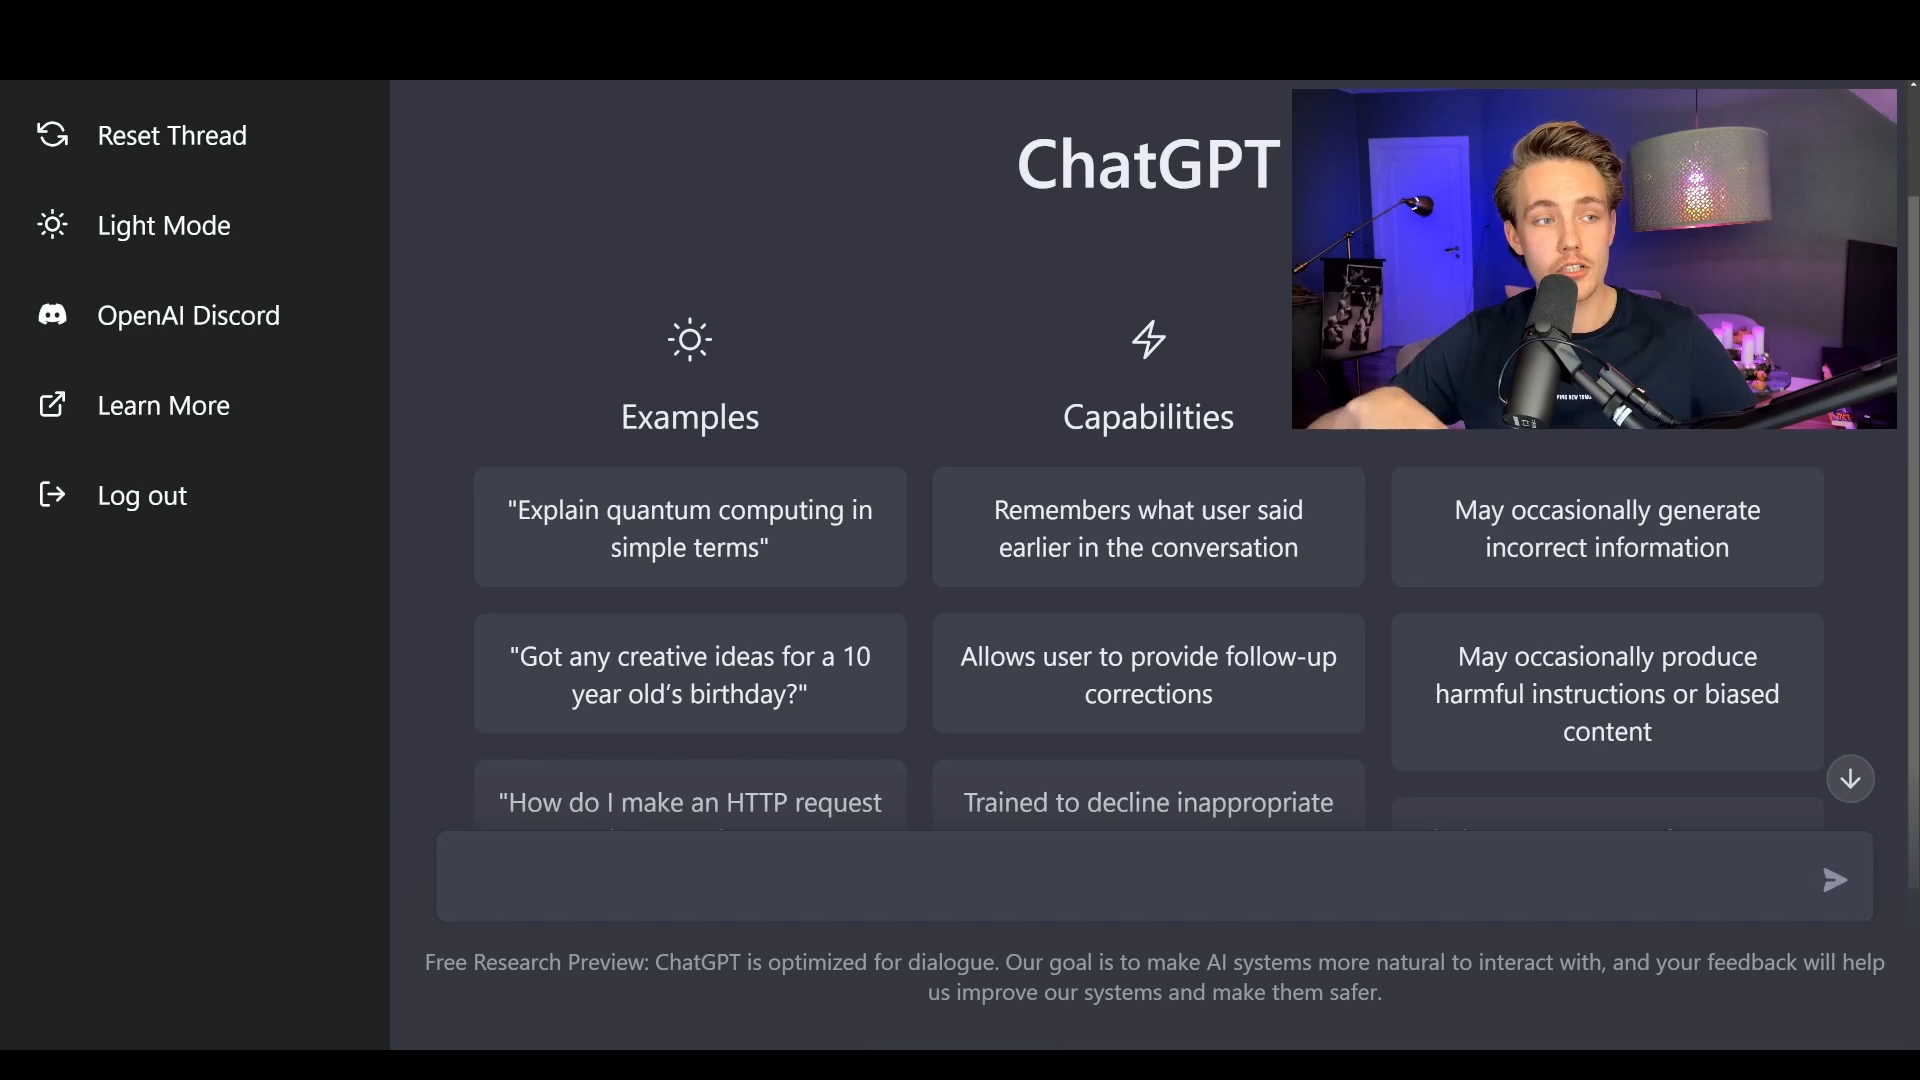 Reset Thread
Light Mode
OpenAI Discord
Learn More
Log out
ChatGPT
Examples
"Explain quantum computing in
simple terms"
"Got any creative ideas for a 10
year old's birthday?"
"How do I make an HTTP request
Capabilities
Remembers what user said
earlier in the conversation
Allows user to provide follow-up
corrections
Trained to decline inappropriate
May occasionally generate
incorrect information
May occasionally produce
harmful instructions or biased
content
Free Research Preview: ChatGPT is optimized for dialogue. Our goal is to make AI systems more natural to interact with, and your feedback will help
us improve our systems and make them safer.